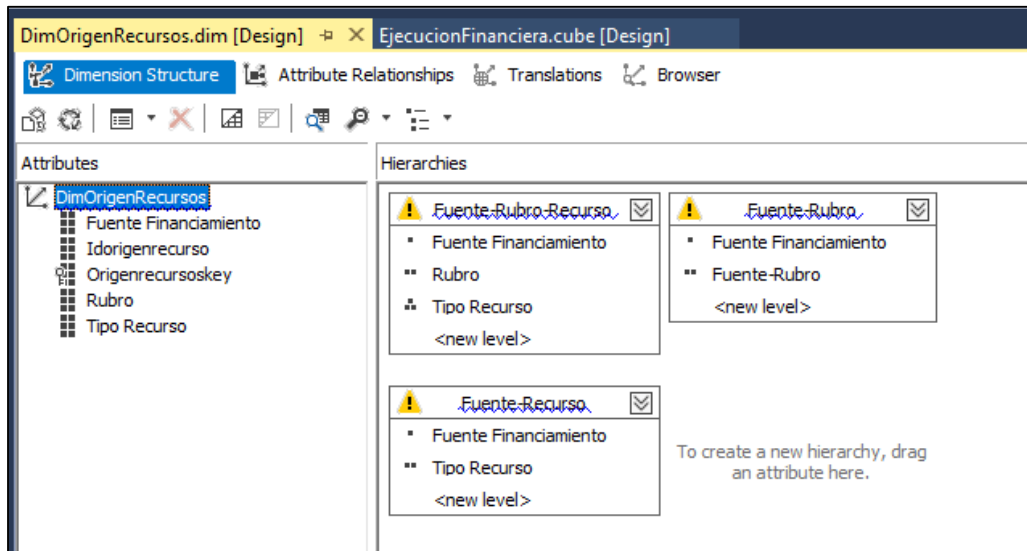 DimOrigenRecursos.dim [Design] EjecucionFinanciera.cube [Design]
Dimension Structure Attribute Relationships Translations Browser
Attributes
DimOrigenRecursos
Fuente Financiamiento
Idorigenrecurso
Origenrecursoskey
Rubro
Tipo Recurso
Hierarchies
Fuente-Rubro-Recurso
Fuente Financiamiento
Rubro
Tipo Recurso
<new level>
Fuente-Rubro
Fuente Financiamiento
Fuente-Rubro
<new level>
Fuente-Recurso
Fuente Financiamiento
Tipo Recurso
<new level>
To create a new hierarchy, drag
an attribute here.